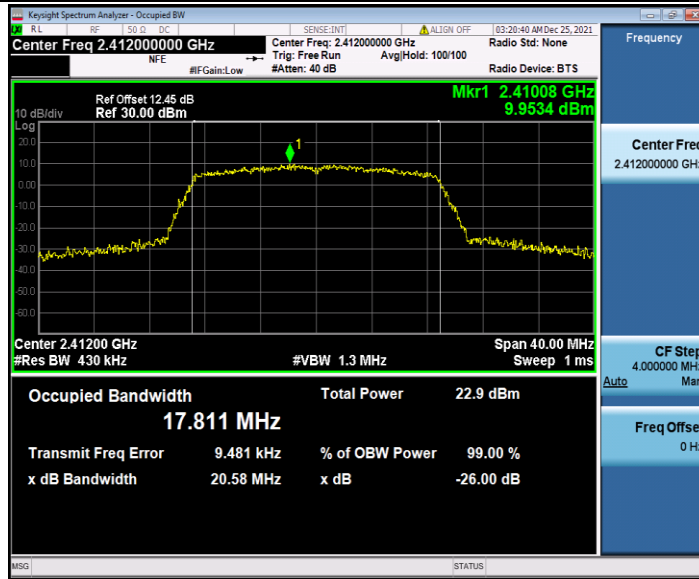 Keysight Spectrum Analyzer - Occupied BW
LXI RL RF 50 Ω DC SENSE:INT ALIGN OFF 03:20:40 AM Dec 25, 2021
Center Freq 2.412000000 GHz Center Freq: 2.412000000 GHz Radio Std: None
NFE Trig: Free Run Avg|Hold: 100/100
#IFGain:Low #Atten: 40 dB Radio Device: BTS
Ref Offset 12.45 dB Mkr1 2.41008 GHz
10 dB/div Ref 30.00 dBm 9.9534 dBm
Log
20.0
1
10.0
0.00
-10.0
-20.0
-30.0
-40.0
-50.0
-60.0
Center 2.41200 GHz Span 40.00 MHz
#Res BW 430 kHz #VBW 1.3 MHz Sweep 1 ms
Occupied Bandwidth Total Power 22.9 dBm
17.811 MHz
Transmit Freq Error 9.481 kHz % of OBW Power 99.00 %
x dB Bandwidth 20.58 MHz x dB -26.00 dB
MSG STATUS
Frequency
Center Freq
2.412000000 GHz
CF Step
4.000000 MHz
Auto Man
Freq Offset
0 Hz